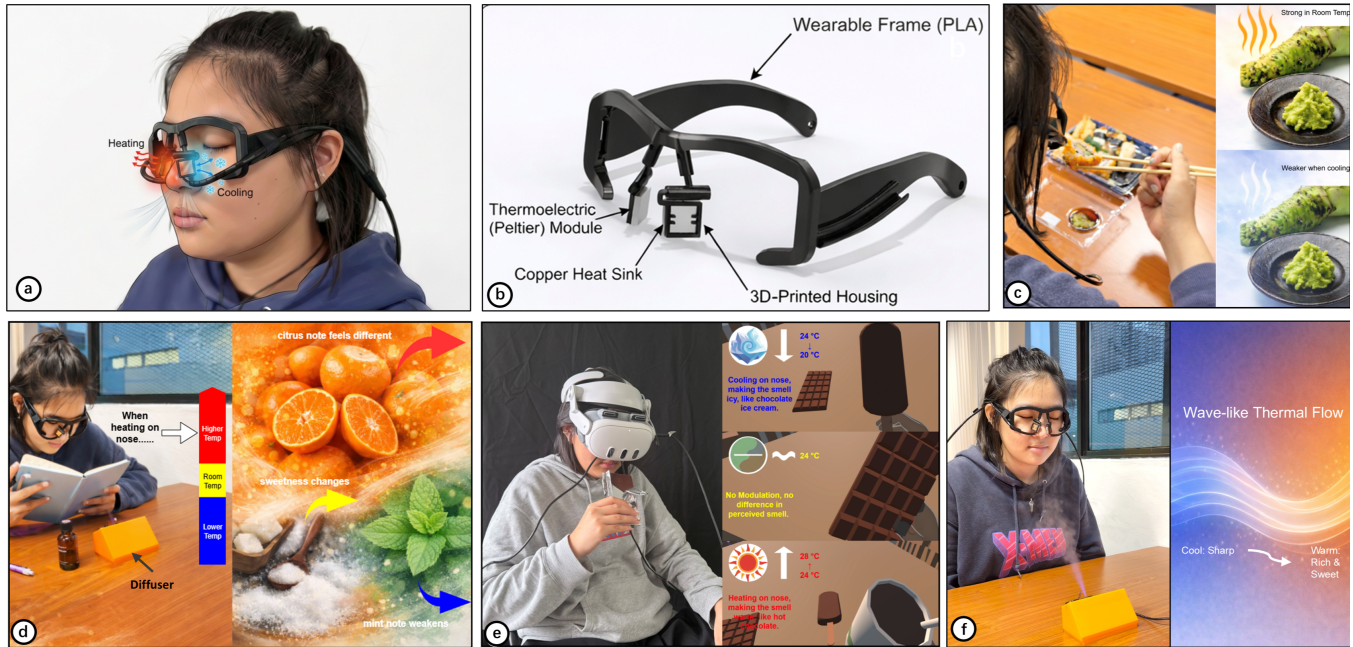 Heating
Cooling
a
Wearable Frame (PLA)
b
Thermoelectric
(Peltier) Module
Copper Heat Sink
3D-Printed Housing
b
Strong in Room Temp
Weaker when cooling
c
When
heating on
nose......
Higher
Temp
Room
Temp
Lower
Temp
Diffuser
citrus note feels different
sweetness changes
mint note weakens
d
24 °C
↓
20 °C
Cooling on nose,
making the smell
icy, like chocolate
ice cream.
24 °C
No Modulation, no
difference in
perceived smell.
28 °C
↑
24 °C
Heating on nose,
making the smell
like hot
chocolate.
e
Wave-like Thermal Flow
Cool: Sharp
Warm:
Rich &
Sweet
f